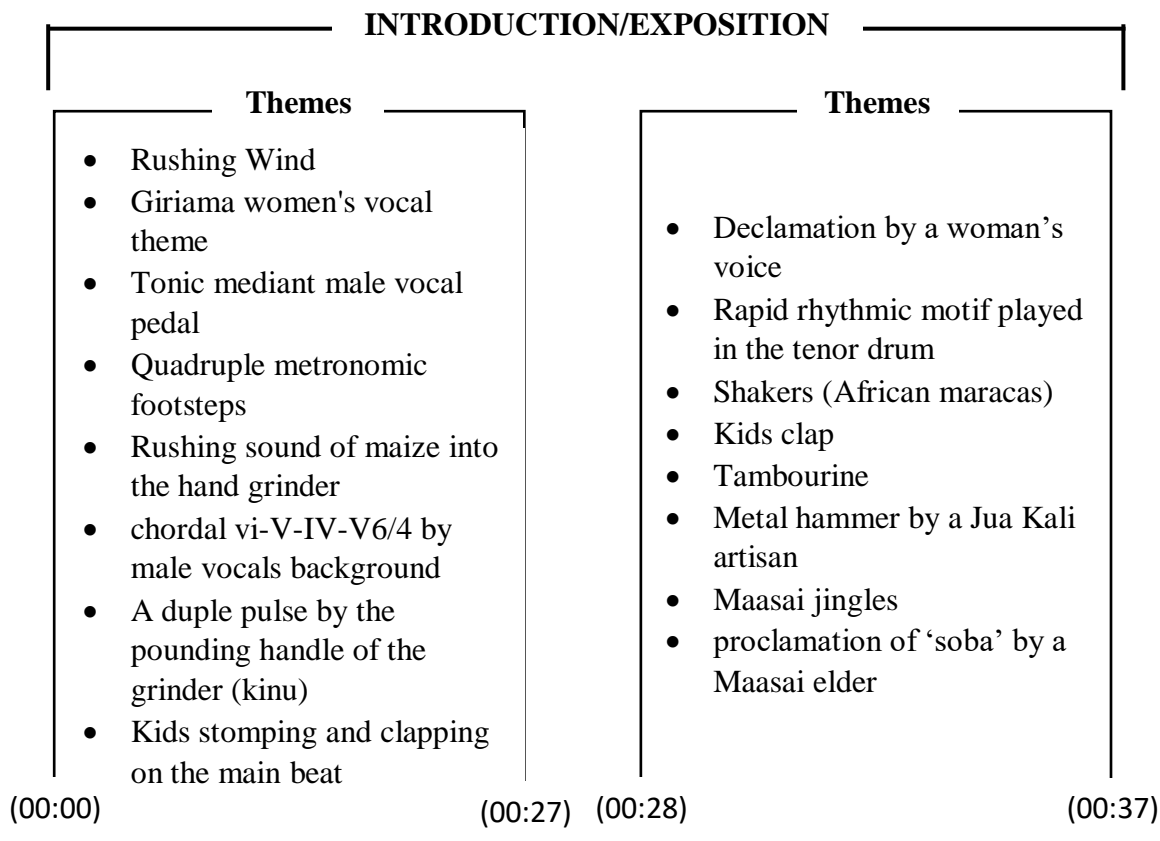 INTRODUCTION/EXPOSITION
Themes
• Rushing Wind
• Giriama women's vocal
theme
• Tonic mediant male vocal
pedal
• Quadruple metronomic
footsteps
• Rushing sound of maize into
the hand grinder
• chordal vi-V-IV-V6/4 by
male vocals background
• A duple pulse by the
pounding handle of the
grinder (kinu)
• Kids stomping and clapping
on the main beat
(00:00)
(00:27)
Themes
• Declamation by a woman’s
voice
• Rapid rhythmic motif played
in the tenor drum
• Shakers (African maracas)
• Kids clap
• Tambourine
• Metal hammer by a Jua Kali
artisan
• Maasai jingles
• proclamation of ‘soba’ by a
Maasai elder
(00:28)
(00:37)